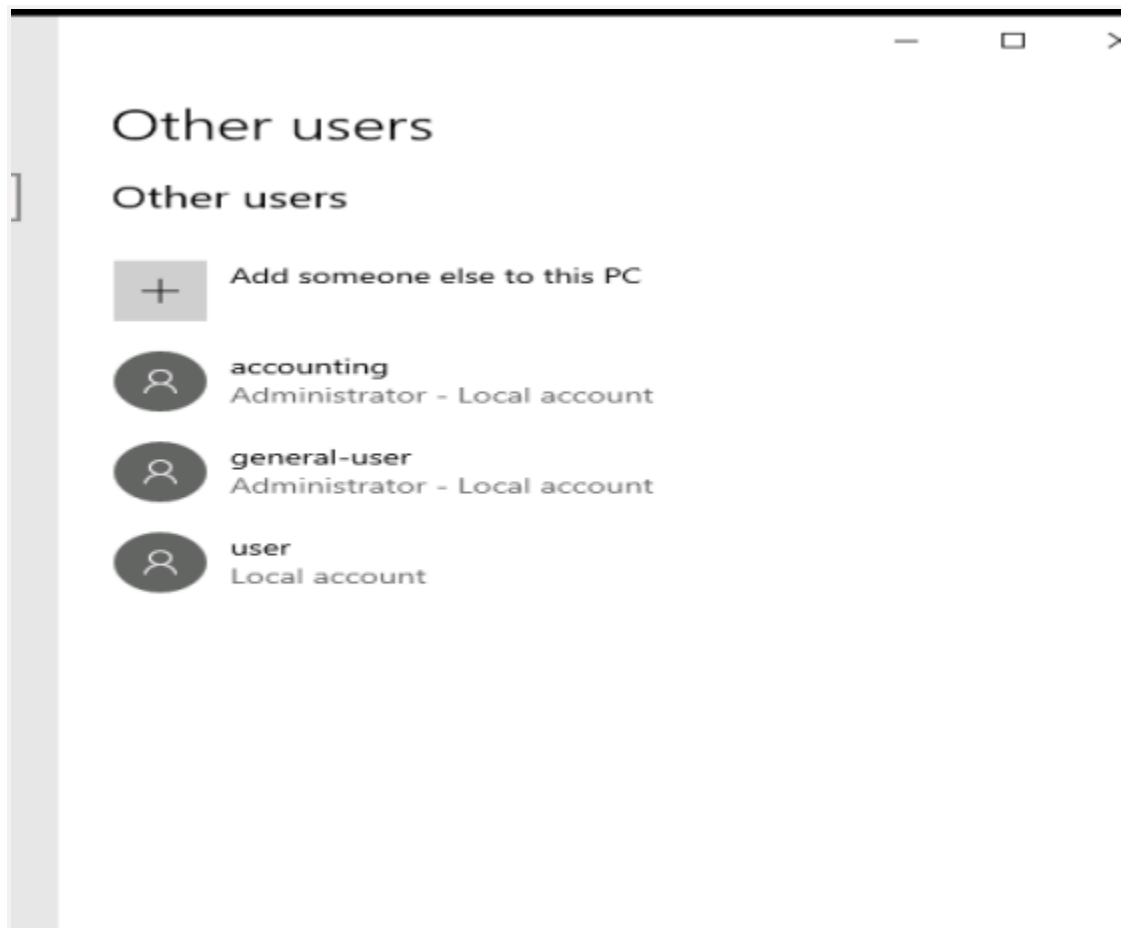 Other users
Other users
Add someone else to this PC
accounting
Administrator - Local account
general-user
Administrator - Local account
user
Local account